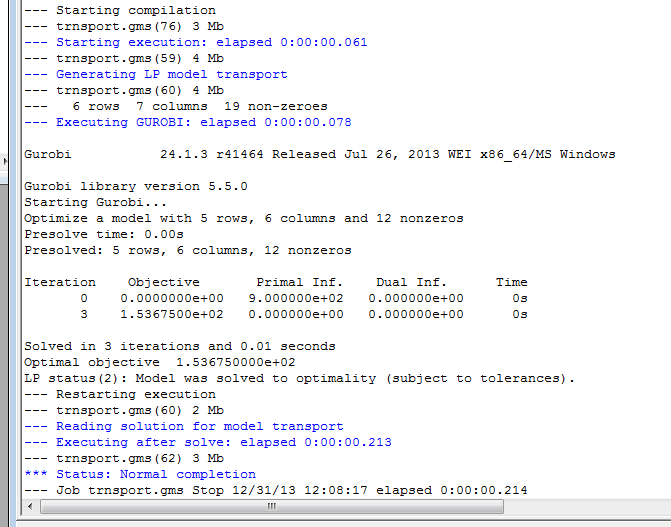 --- Starting compilation
--- trnsport.gms(76) 3 Mb
--- Starting execution: elapsed 0:00:00.061
--- trnsport.gms(59) 4 Mb
--- Generating LP model transport
--- trnsport.gms(60) 4 Mb
---   6 rows  7 columns  19 non-zeroes
--- Executing GUROBI: elapsed 0:00:00.078
Gurobi           24.1.3 r41464 Released Jul 26, 2013 WEI x86_64/MS Windows
Gurobi library version 5.5.0
Starting Gurobi...
Optimize a model with 5 rows, 6 columns and 12 nonzeros
Presolve time: 0.00s
Presolved: 5 rows, 6 columns, 12 nonzeros
Iteration    Objective       Primal Inf.    Dual Inf.      Time
       0    0.0000000e+00   9.000000e+02   0.000000e+00      0s
       3    1.5367500e+02   0.000000e+00   0.000000e+00      0s
Solved in 3 iterations and 0.01 seconds
Optimal objective  1.536750000e+02
LP status(2): Model was solved to optimality (subject to tolerances).
--- Restarting execution
--- trnsport.gms(60) 2 Mb
--- Reading solution for model transport
--- Executing after solve: elapsed 0:00:00.213
--- trnsport.gms(62) 3 Mb
*** Status: Normal completion
--- Job trnsport.gms Stop 12/31/13 12:08:17 elapsed 0:00:00.214